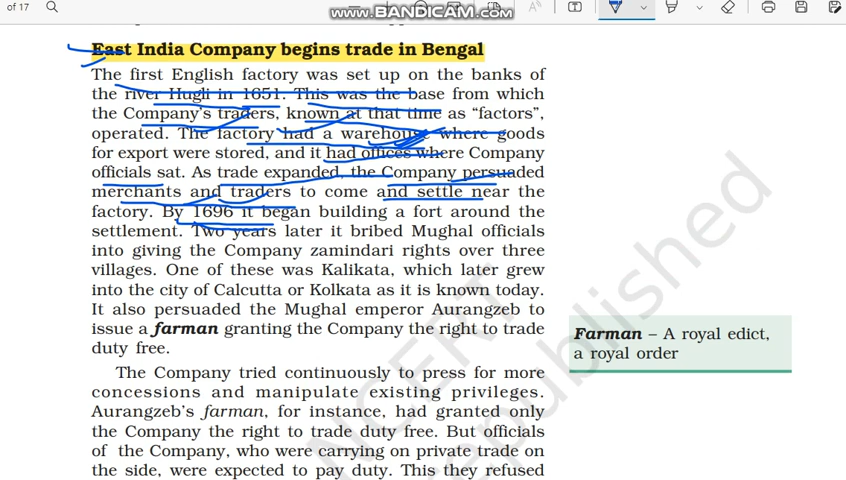 of 17
www.BANDICAM.com
East India Company begins trade in Bengal
The first English factory was set up on the banks of
the river Hugli in 1651. This was the base from which
the Company's traders, known at that time as “factors”,
operated. The factory had a warehouse where goods
for export were stored, and it had offices where Company
officials sat. As trade expanded, the Company persuaded
merchants and traders to come and settle near the
factory. By 1696 it began building a fort around the
settlement. Two years later it bribed Mughal officials
into giving the Company zamindari rights over three
villages. One of these was Kalikata, which later grew
into the city of Calcutta or Kolkata as it is known today.
It also persuaded the Mughal emperor Aurangzeb to
issue a farman granting the Company the right to trade
duty free.
Farman – A royal edict,
a royal order
The Company tried continuously to press for more
concessions and manipulate existing privileges.
Aurangzeb's farman, for instance, had granted only
the Company the right to trade duty free. But officials
of the Company, who were carrying on private trade on
the side, were expected to pay duty. This they refused
NCERT
republished